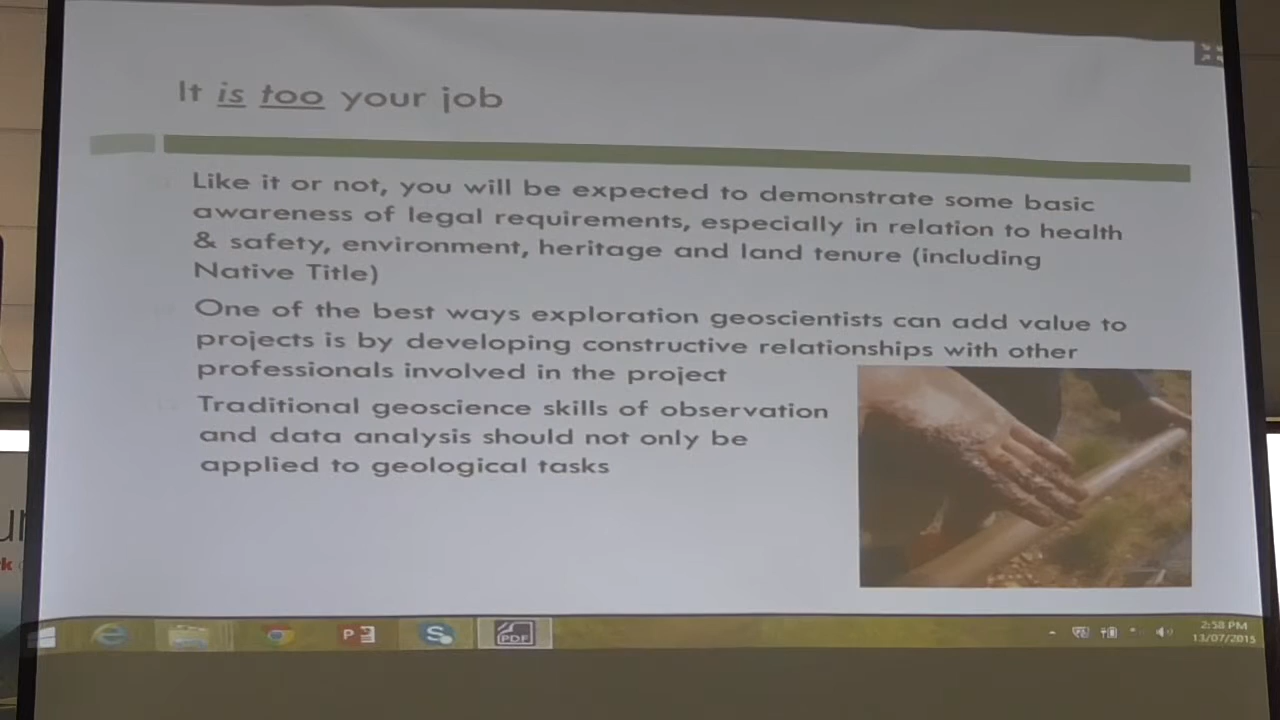 It is too your job
Like it or not, you will be expected to demonstrate some basic
awareness of legal requirements, especially in relation to health
& safety, environment, heritage and land tenure (including
Native Title)
One of the best ways exploration geoscientists can add value to
projects is by developing constructive relationships with other
professionals involved in the project
Traditional geoscience skills of observation
and data analysis should not only be
applied to geological tasks
PDF
2:58 PM
13/07/2015